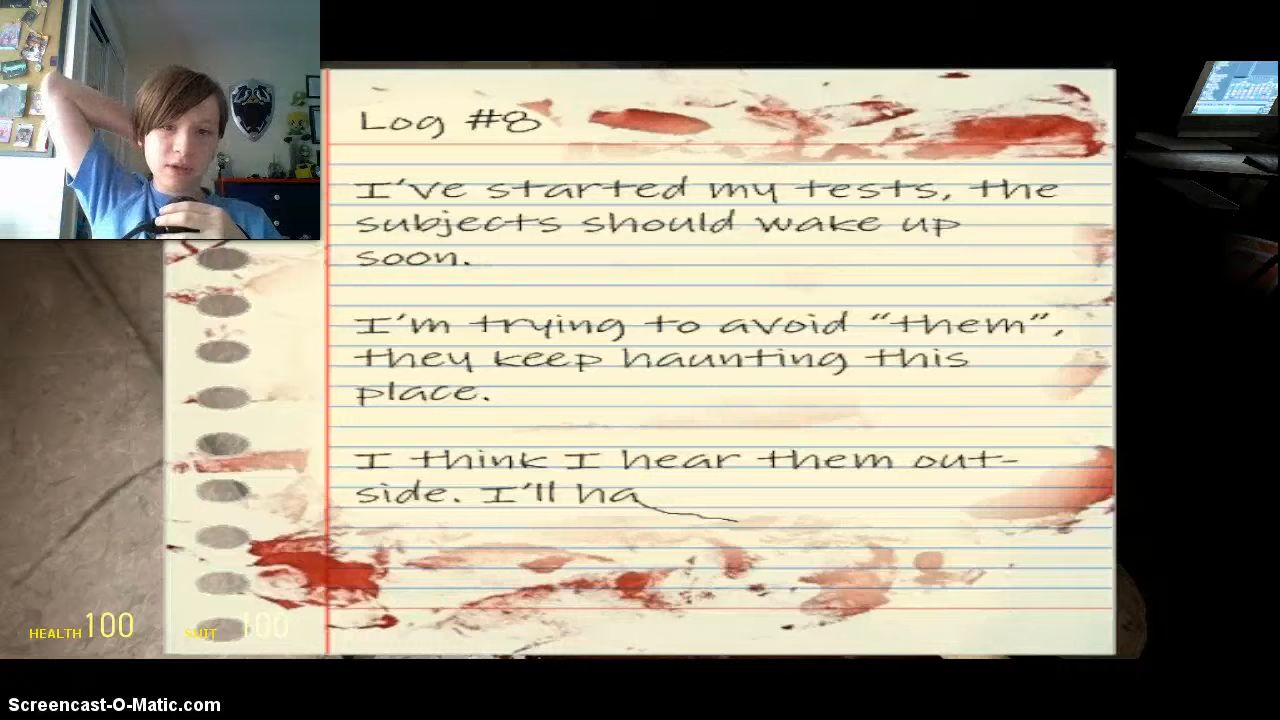 Log #8
I've started my tests, the
subjects should wake up
soon.
I'm trying to avoid "them",
they keep haunting this
place.
I think I hear them out-
side. I'll ha
HEALTH 100
SUIT 100
Screencast-O-Matic.com